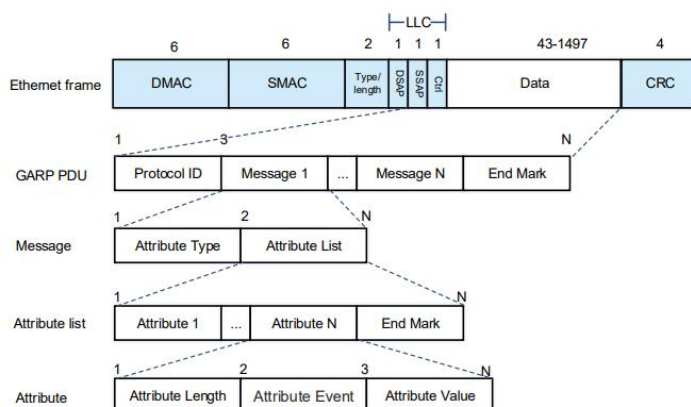 LLC
6 6 2 1 1 1 43-1497 4
Ethernet frame DMAC SMAC Type/length DSAP SSAP Ctrl Data CRC
1 3 N
GARP PDU Protocol ID Message 1 ... Message N End Mark
1 2 N
Message Attribute Type Attribute List
1 N
Attribute list Attribute 1 ... Attribute N End Mark
1 2 3 N
Attribute Attribute Length Attribute Event Attribute Value